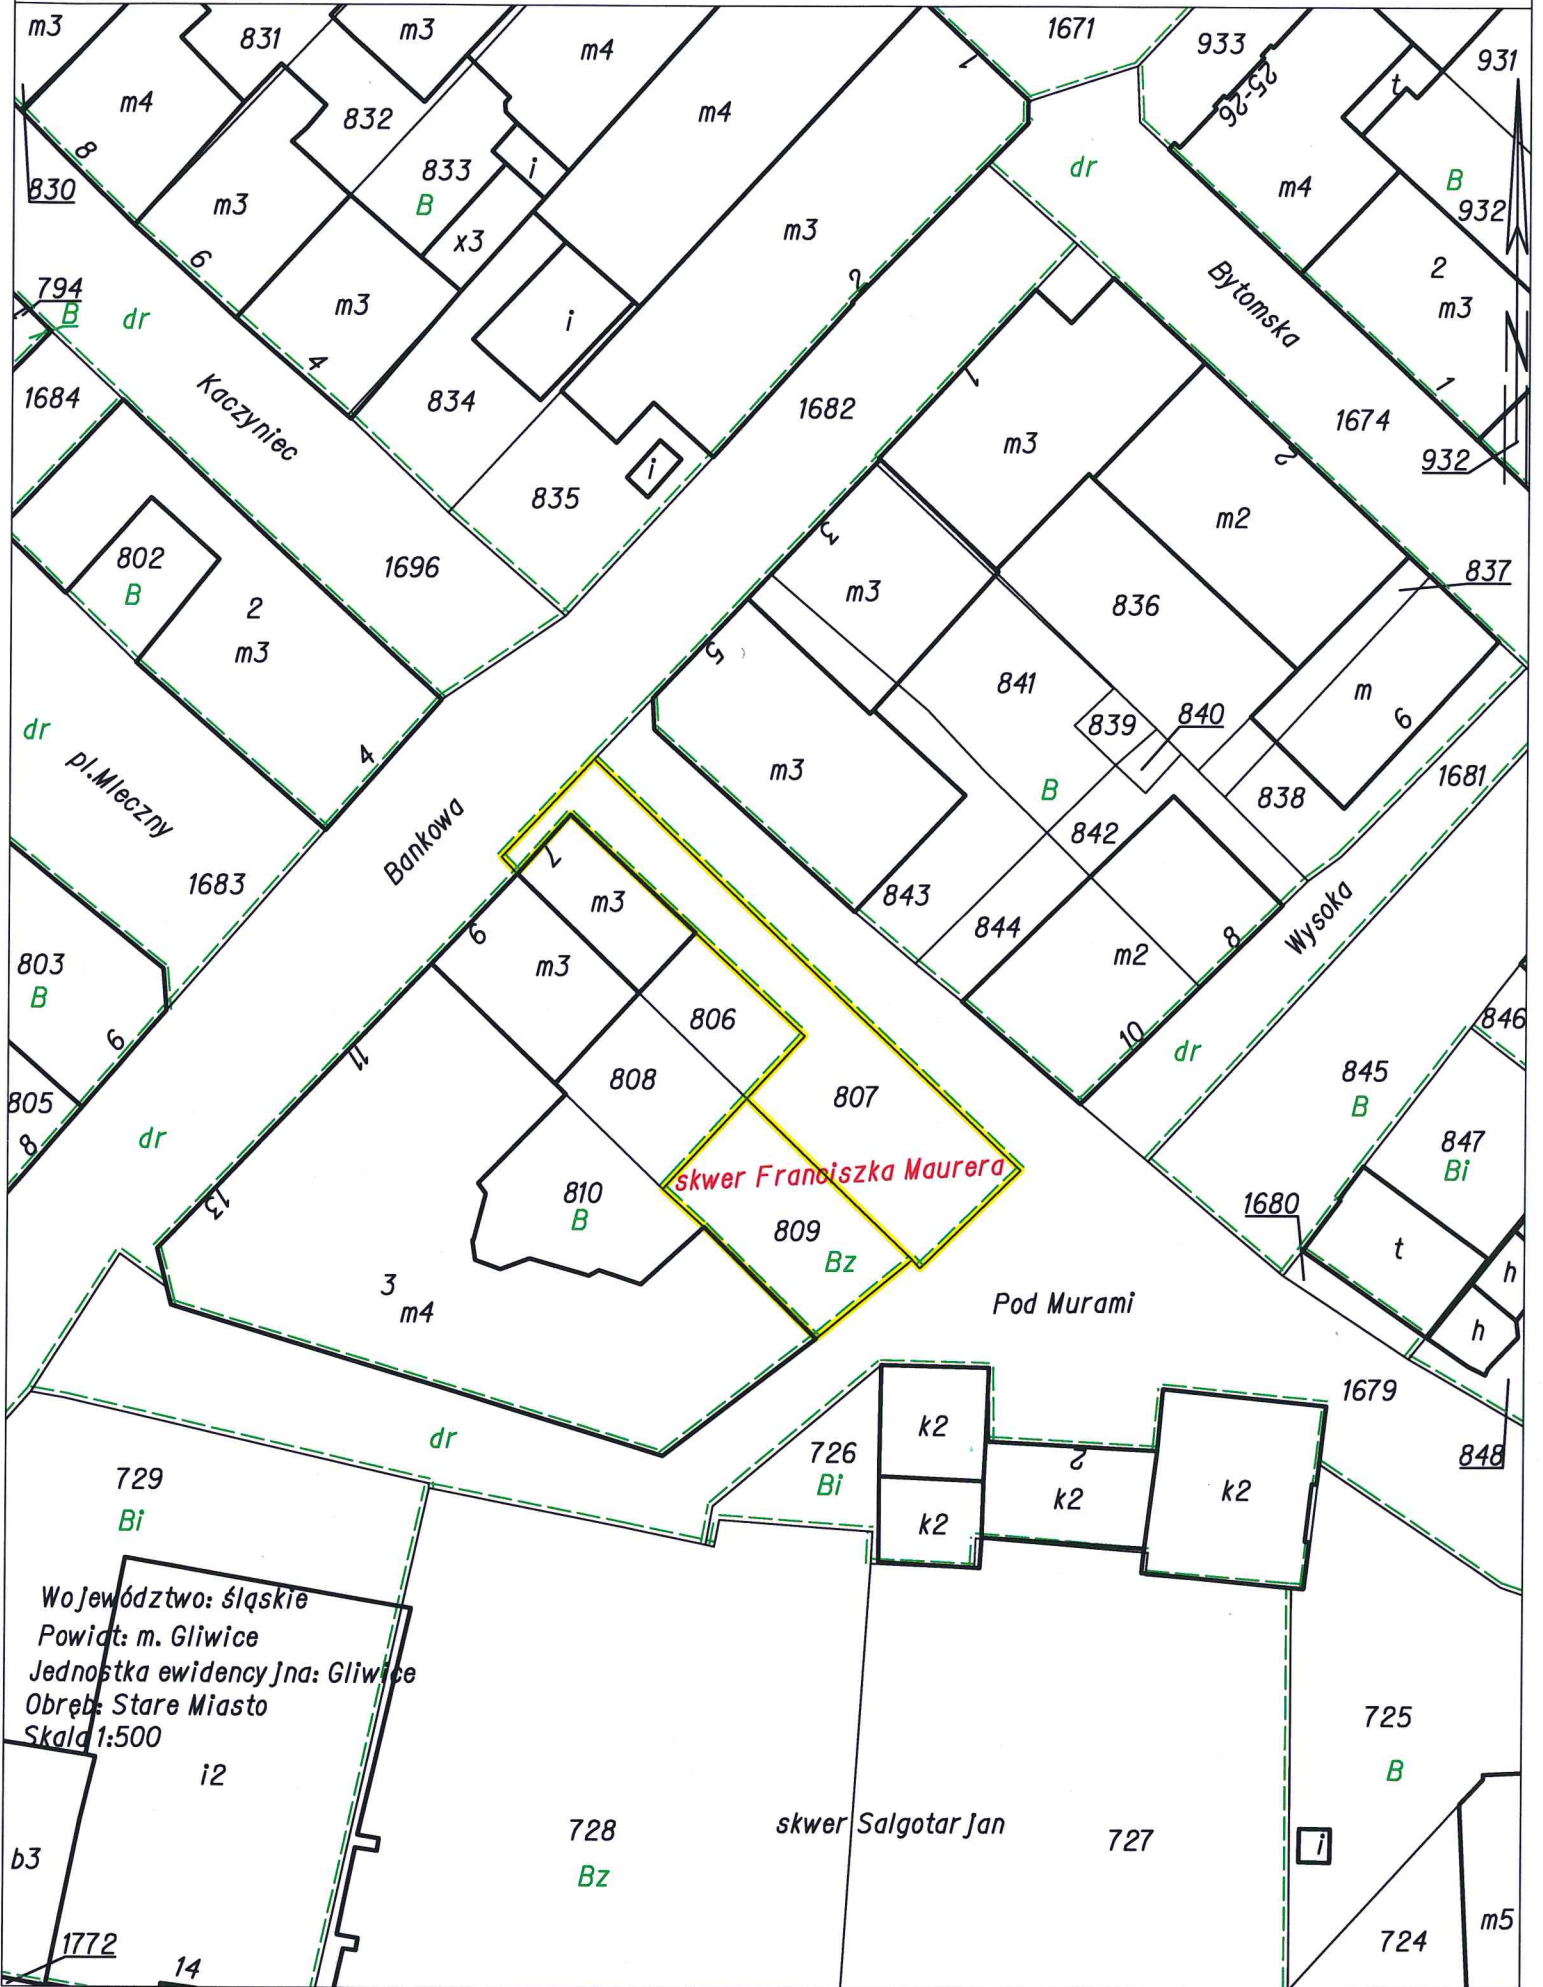 m3
831
m3
m4
1671
933
931
m4
832
m4
1
25-26
t
8
830
833
B
i
dr
m4
B
932
m3
x3
m3
6
2
m3
794
B
dr
m3
i
2
Bytomska
4
1684
Kaczyniec
834
1682
1
m3
1674
1
932
i
835
2
m2
802
B
1696
3
m3
837
2
m3
836
5
841
m
6
dr
pl.Mleczny
4
839
840
m3
B
1681
838
842
Bankowa
7
1683
m3
843
844
8
Wysoka
m2
803
B
9
m3
806
10
dr
846
9
11
808
807
845
B
805
8
dr
847
Bi
skwer Franciszka Maurera
13
810
B
809
Bz
1680
t
h
3
m4
Pod Murami
h
1679
dr
k2
726
Bi
2
848
729
Bi
k2
k2
k2
Województwo: śląskie
Powiat: m. Gliwice
Jednostka ewidencyjna: Gliwice
Obręb: Stare Miasto
Skala 1:500
i2
725
B
728
Bz
skwer Salgotarjan
727
i
b3
1772
14
724
m5
N